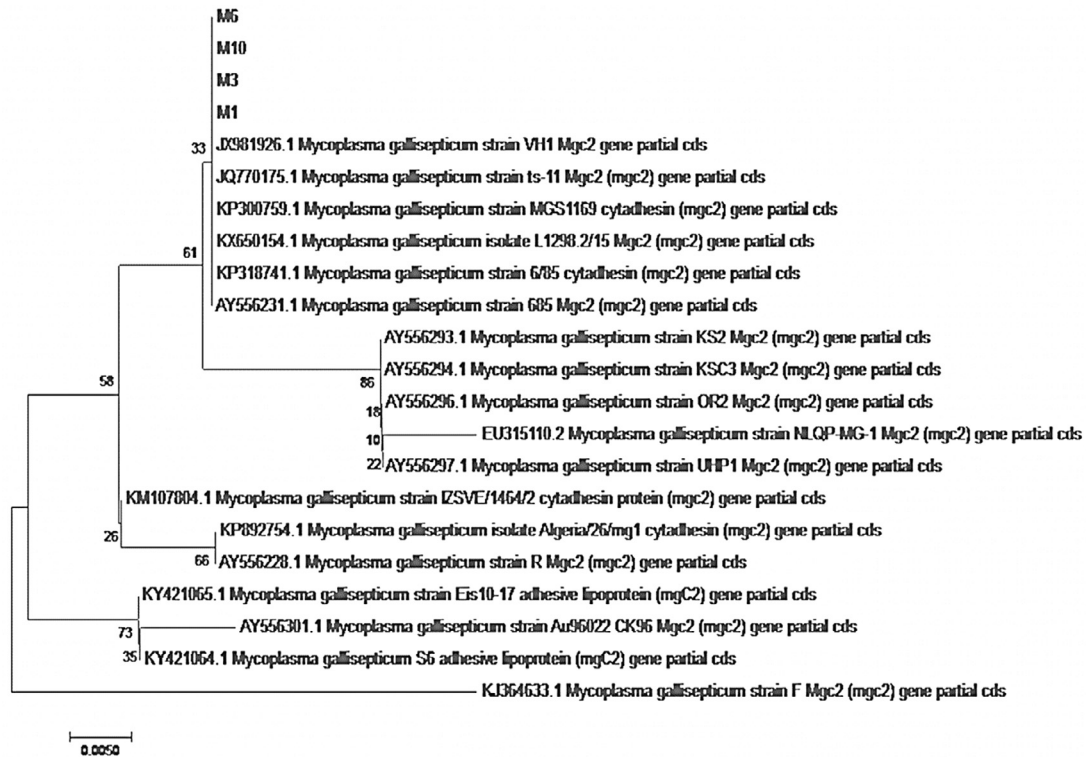 M6
M10
M3
M1
33
JX981926.1 Mycoplasma gallisepticum strain VH1 Mgc2 gene partial cds
JQ770175.1 Mycoplasma gallisepticum strain ts-11 Mgc2 (mgc2) gene partial cds
KP300759.1 Mycoplasma gallisepticum strain MGS1169 cytadhesin (mgc2) gene partial cds
61
KX650154.1 Mycoplasma gallisepticum isolate L1298.2/15 Mgc2 (mgc2) gene partial cds
KP318741.1 Mycoplasma gallisepticum strain 6/85 cytadhesin (mgc2) gene partial cds
AY556231.1 Mycoplasma gallisepticum strain 685 Mgc2 (mgc2) gene partial cds
AY556293.1 Mycoplasma gallisepticum strain KS2 Mgc2 (mgc2) gene partial cds
58
86
AY556294.1 Mycoplasma gallisepticum strain KSC3 Mgc2 (mgc2) gene partial cds
18
AY556296.1 Mycoplasma gallisepticum strain OR2 Mgc2 (mgc2) gene partial cds
10
EU315110.2 Mycoplasma gallisepticum strain NLQP-MG-1 Mgc2 (mgc2) gene partial cds
22
AY556297.1 Mycoplasma gallisepticum strain UHP1 Mgc2 (mgc2) gene partial cds
KM107804.1 Mycoplasma gallisepticum strain IZSVE/1464/2 cytadhesin protein (mgc2) gene partial cds
26
KP892754.1 Mycoplasma gallisepticum isolate Algeria/26/mg1 cytadhesin (mgc2) gene partial cds
66
AY556228.1 Mycoplasma gallisepticum strain R Mgc2 (mgc2) gene partial cds
KY421065.1 Mycoplasma gallisepticum strain Eis10-17 adhesive lipoprotein (mgC2) gene partial cds
73
AY556301.1 Mycoplasma gallisepticum strain Au96022 CK96 Mgc2 (mgc2) gene partial cds
35
KY421064.1 Mycoplasma gallisepticum S6 adhesive lipoprotein (mgC2) gene partial cds
KJ364633.1 Mycoplasma gallisepticum strain F Mgc2 (mgc2) gene partial cds
0.0050